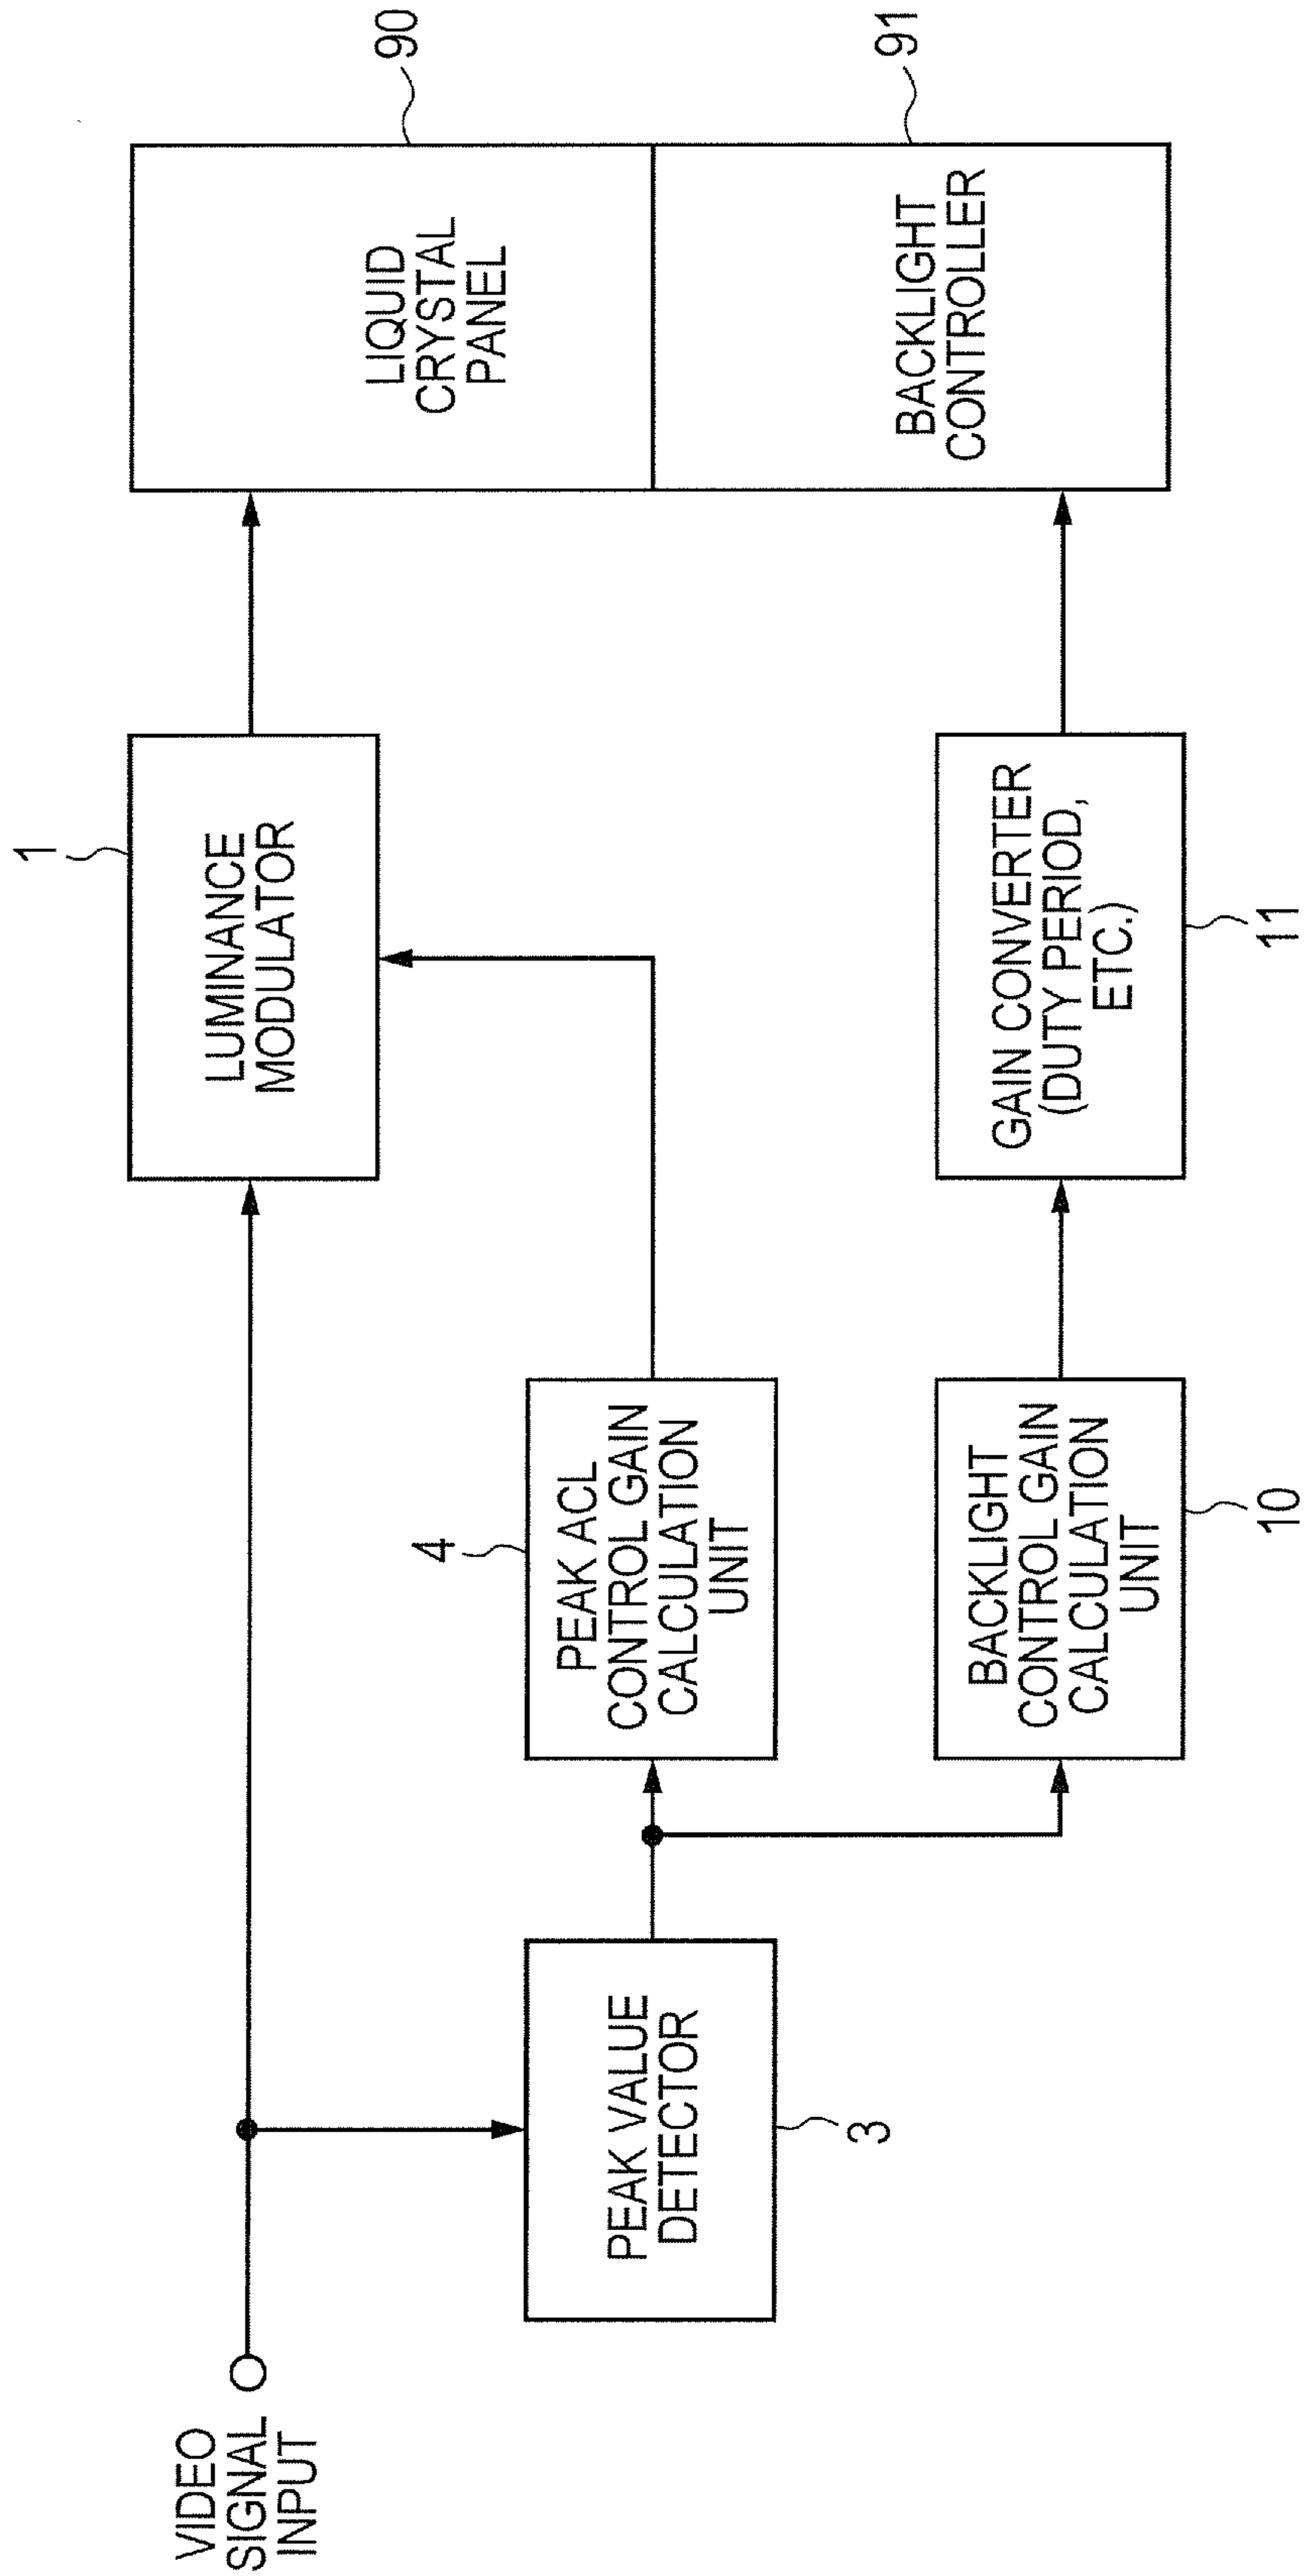 VIDEO
SIGNAL
INPUT
1
LUMINANCE
MODULATOR
LIQUID
CRYSTAL
PANEL
90
PEAK VALUE
DETECTOR
3
4
PEAK ACL
CONTROL GAIN
CALCULATION
UNIT
BACKLIGHT
CONTROL GAIN
CALCULATION
UNIT
10
GAIN CONVERTER
(DUTY PERIOD,
ETC.)
11
BACKLIGHT
CONTROLLER
91